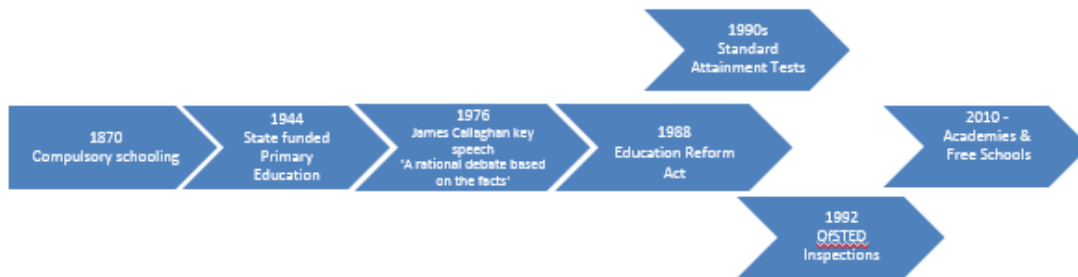 1990s
Standard
Attainment Tests
1870
Compulsory schooling
1944
State funded
Primary
Education
1976
James Callaghan key
speech
'A rational debate based
on the facts'
1988
Education Reform
Act
2010 -
Academies &
Free Schools
1992
OfSTED
Inspections